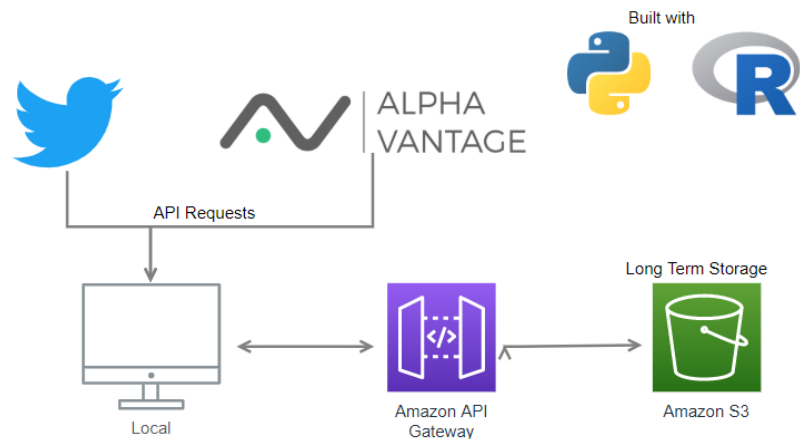 Built with
R
ALPHA
VANTAGE
API Requests
Long Term Storage
</>
Local
Amazon API
Gateway
Amazon S3